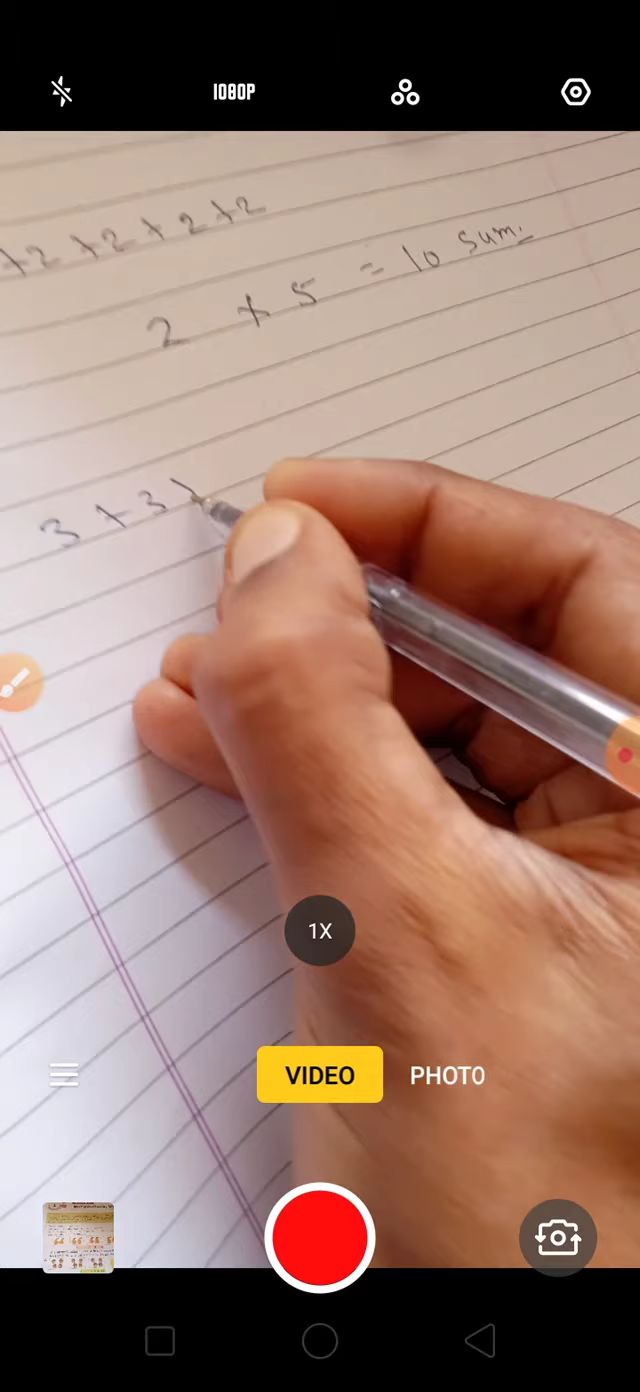 1080P
+2 +2 + 2 +2
2 × 5 = 10 Sum.
3 + 3
1X
VIDEO PHOTO